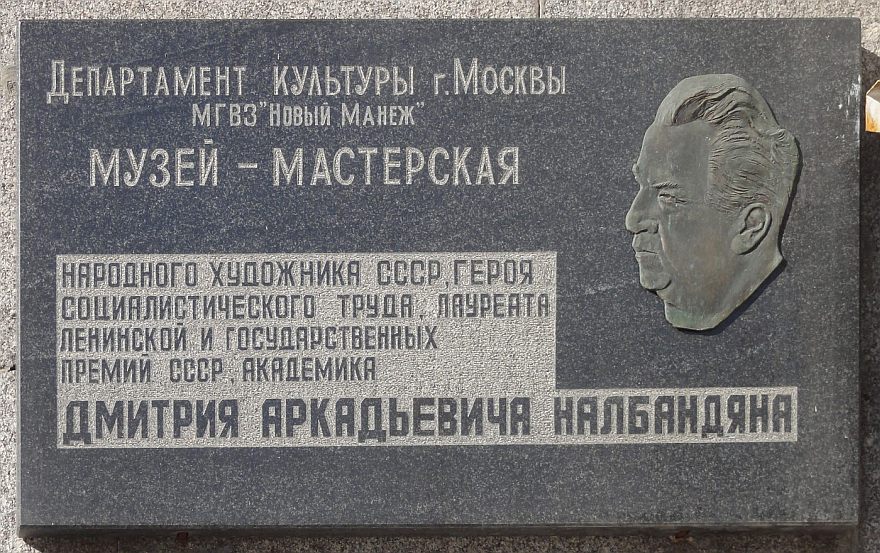 Департамент культуры г.Москвы
МГВЗ "Новый Манеж"
МУЗЕЙ - МАСТЕРСКАЯ
НАРОДНОГО ХУДОЖНИКА СССР, ГЕРОЯ
СОЦИАЛИСТИЧЕСКОГО ТРУДА, ЛАУРЕАТА
ЛЕНИНСКОЙ И ГОСУДАРСТВЕННЫХ
ПРЕМИЙ СССР, АКАДЕМИКА
ДМИТРИЯ АРКАДЬЕВИЧА НАЛБАНДЯНА